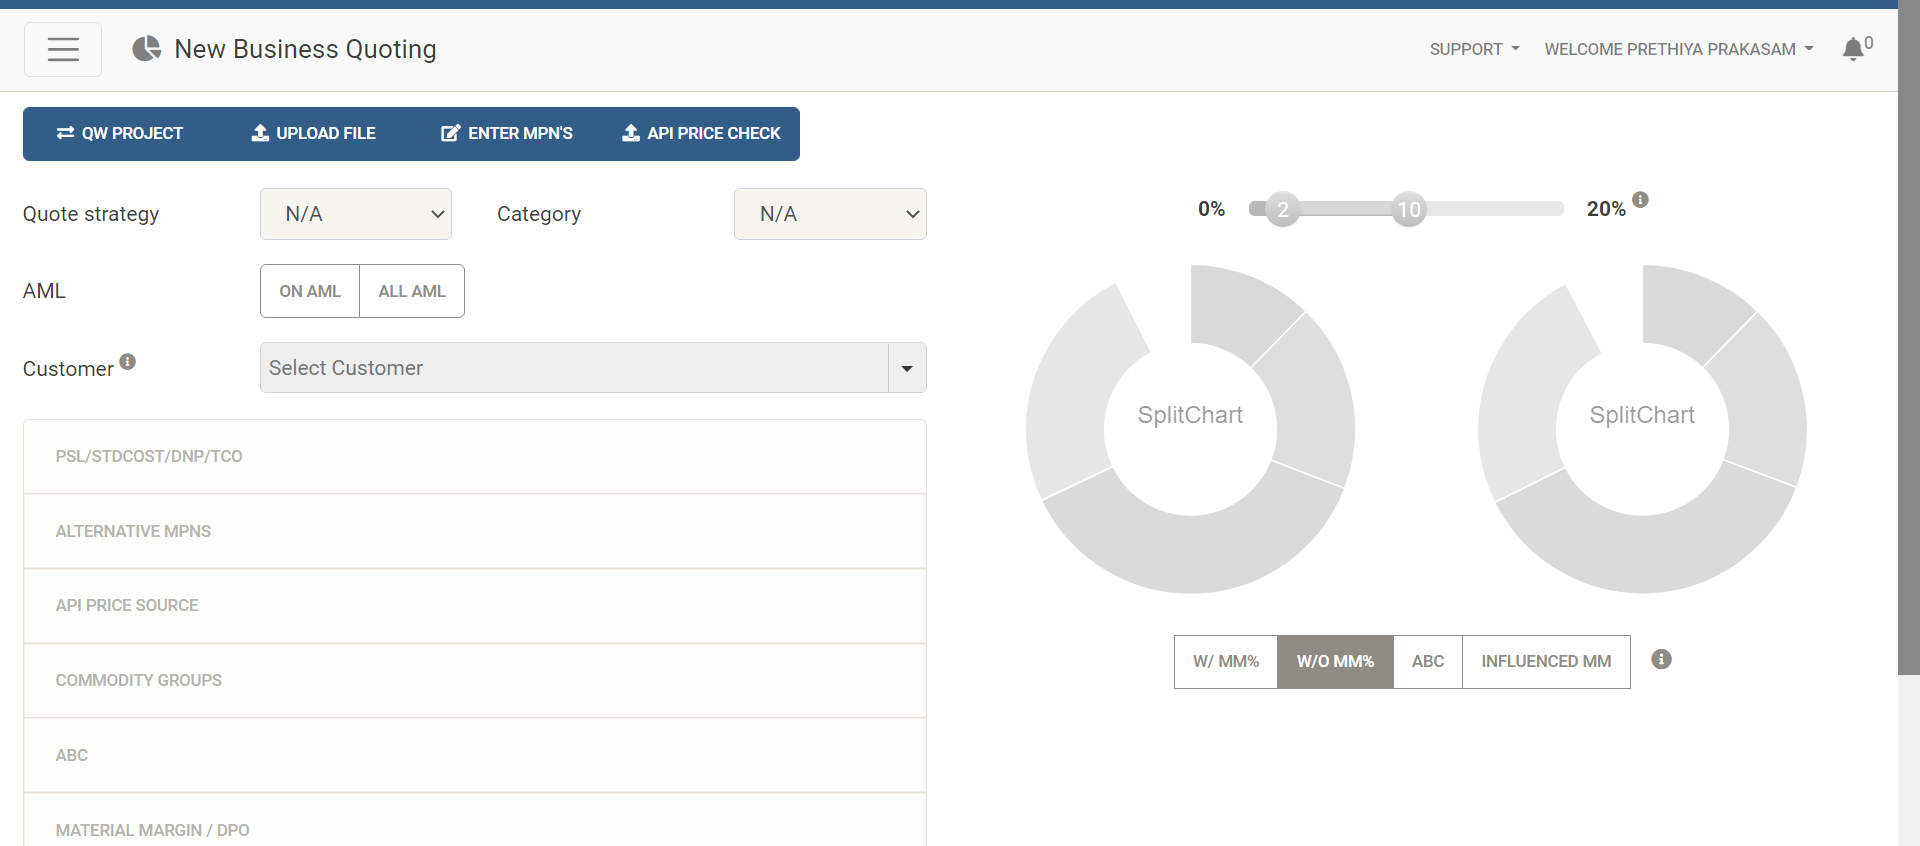 New Business Quoting
SUPPORT
WELCOME PRETHIYA PRAKASAM
0
QW PROJECT
UPLOAD FILE
ENTER MPN'S
API PRICE CHECK
Quote strategy
N/A
Category
N/A
AML
ON AML
ALL AML
Customer
Select Customer
PSL/STDCOST/DNP/TCO
ALTERNATIVE MPNS
API PRICE SOURCE
COMMODITY GROUPS
ABC
MATERIAL MARGIN / DPO
0%
2
10
20%
SplitChart
SplitChart
W/ MM%
W/O MM%
ABC
INFLUENCED MM